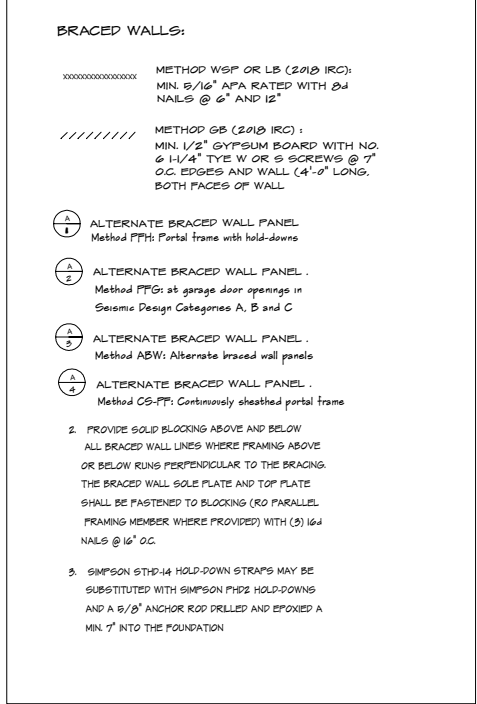 BRACED WALLS:
xxxxxxxxxxxxxxxxx METHOD WSP OR LB (2018 IRC):
MIN. 5/16" APA RATED WITH 8d
NAILS @ 6" AND 12"
///////// METHOD GB (2018 IRC) :
MIN. 1/2" GYPSUM BOARD WITH NO.
6 1-1/4" TYE W OR S SCREWS @ 7"
O.C. EDGES AND WALL (4'-0" LONG,
BOTH FACES OF WALL
A
1
ALTERNATE BRACED WALL PANEL
Method PFH: Portal frame with hold-downs
A
2
ALTERNATE BRACED WALL PANEL .
Method PFG: at garage door openings in
Seismic Design Categories A, B and C
A
3
ALTERNATE BRACED WALL PANEL .
Method ABW: Alternate braced wall panels
A
4
ALTERNATE BRACED WALL PANEL .
Method CS-PF: Continuously sheathed portal frame
2. PROVIDE SOLID BLOCKING ABOVE AND BELOW
ALL BRACED WALL LINES WHERE FRAMING ABOVE
OR BELOW RUNS PERPENDICULAR TO THE BRACING.
THE BRACED WALL SOLE PLATE AND TOP PLATE
SHALL BE FASTENED TO BLOCKING (RO PARALLEL
FRAMING MEMBER WHERE PROVIDED) WITH (3) 16d
NAILS @ 16" O.C.
3. SIMPSON STHD-14 HOLD-DOWN STRAPS MAY BE
SUBSTITUTED WITH SIMPSON PHD2 HOLD-DOWNS
AND A 5/8" ANCHOR ROD DRILLED AND EPOXIED A
MIN. 7" INTO THE FOUNDATION